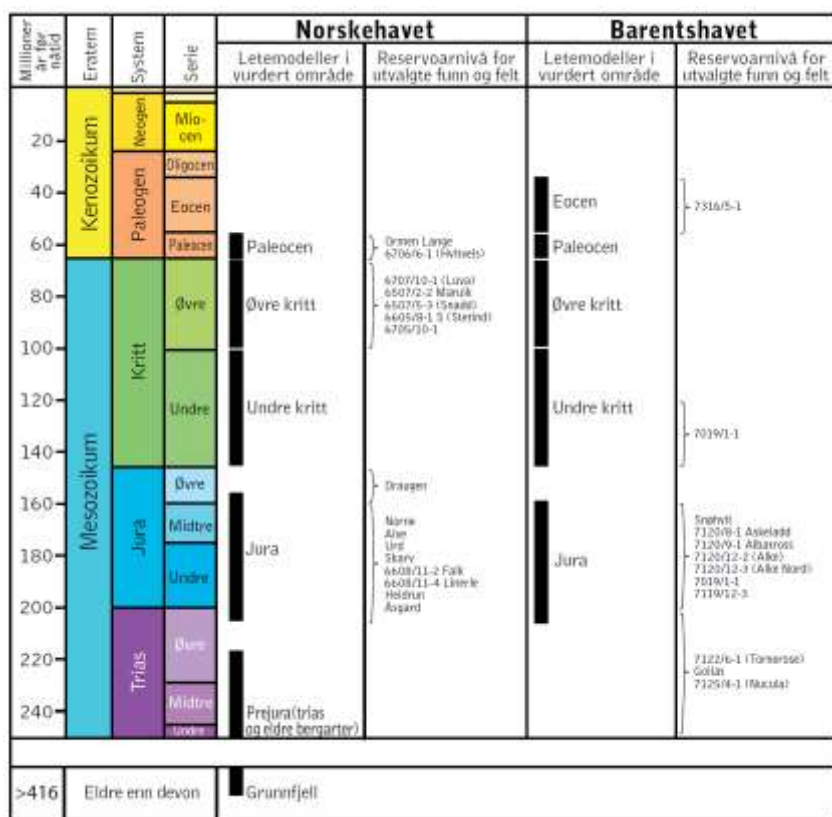 Millioner
år før
nåtid
Eratem
System
Serie
Norskehavet
Barentshavet
Letemodeller i
vurdert område
Reservoarnivå for
utvalgte funn og felt
Letemodeller i
vurdert område
Reservoarnivå for
utvalgte funn og felt
20
40
60
80
100
120
140
160
180
200
220
240
Kenozoikum
Mesozoikum
Neogen
Paleogen
Kritt
Jura
Trias
Mio-
cen
Oligocen
Eocen
Paleocen
Øvre
Undre
Øvre
Midtre
Undre
Øvre
Midtre
Undre
Paleocen
Øvre kritt
Undre kritt
Jura
Prejura(trias
og eldre bergarter)
Ormen Lange
6706/6-1 (Hvitveis)
6707/10-1 (Luva)
6507/2-2 Marulk
6507/5-3 (Snadd)
6605/8-1 S (Stetind)
6705/10-1
Draugen
Norne
Alve
Urd
Skarv
6608/11-2 Falk
6608/11-4 Linerle
Heidrun
Åsgard
Eocen
Paleocen
Øvre kritt
Undre kritt
Jura
7316/5-1
7019/1-1
Snøhvit
7120/8-1 Askeladd
7120/9-1 Albatross
7120/12-2 (Alke)
7120/12-3 (Alke Nord)
7019/1-1
7119/12-3
7122/6-1 (Tornerose)
Goliat
7125/4-1 (Nucula)
>416
Eldre enn devon
Grunnfjell